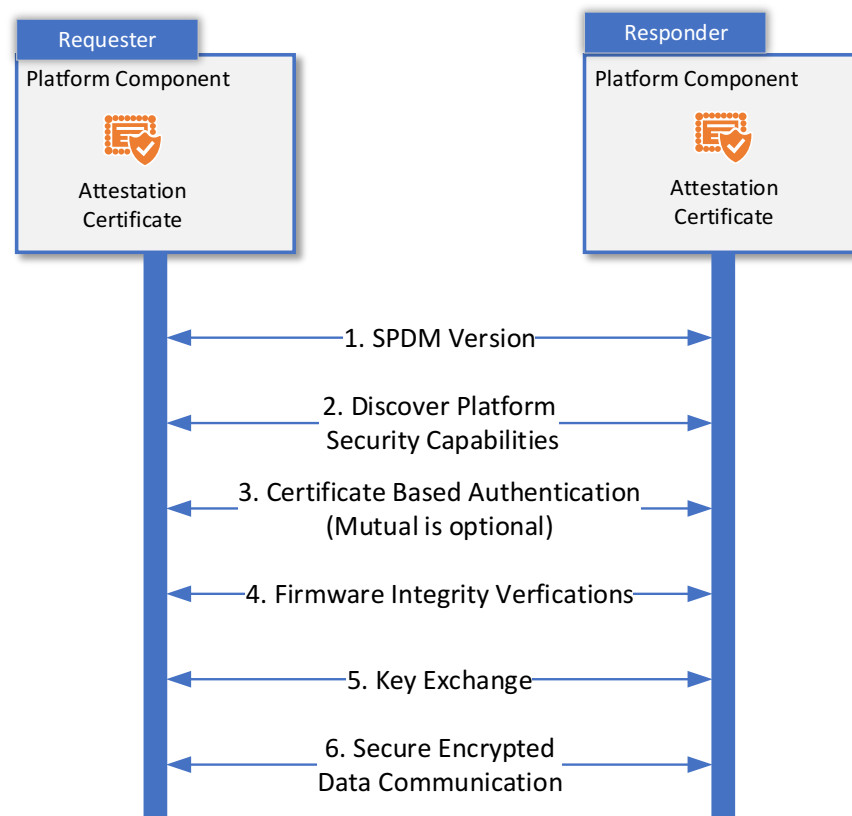 Requester
Platform Component
Attestation
Certificate
Responder
Platform Component
Attestation
Certificate
1. SPDM Version
2. Discover Platform
Security Capabilities
3. Certificate Based Authentication
(Mutual is optional)
4. Firmware Integrity Verfications
5. Key Exchange
6. Secure Encrypted
Data Communication